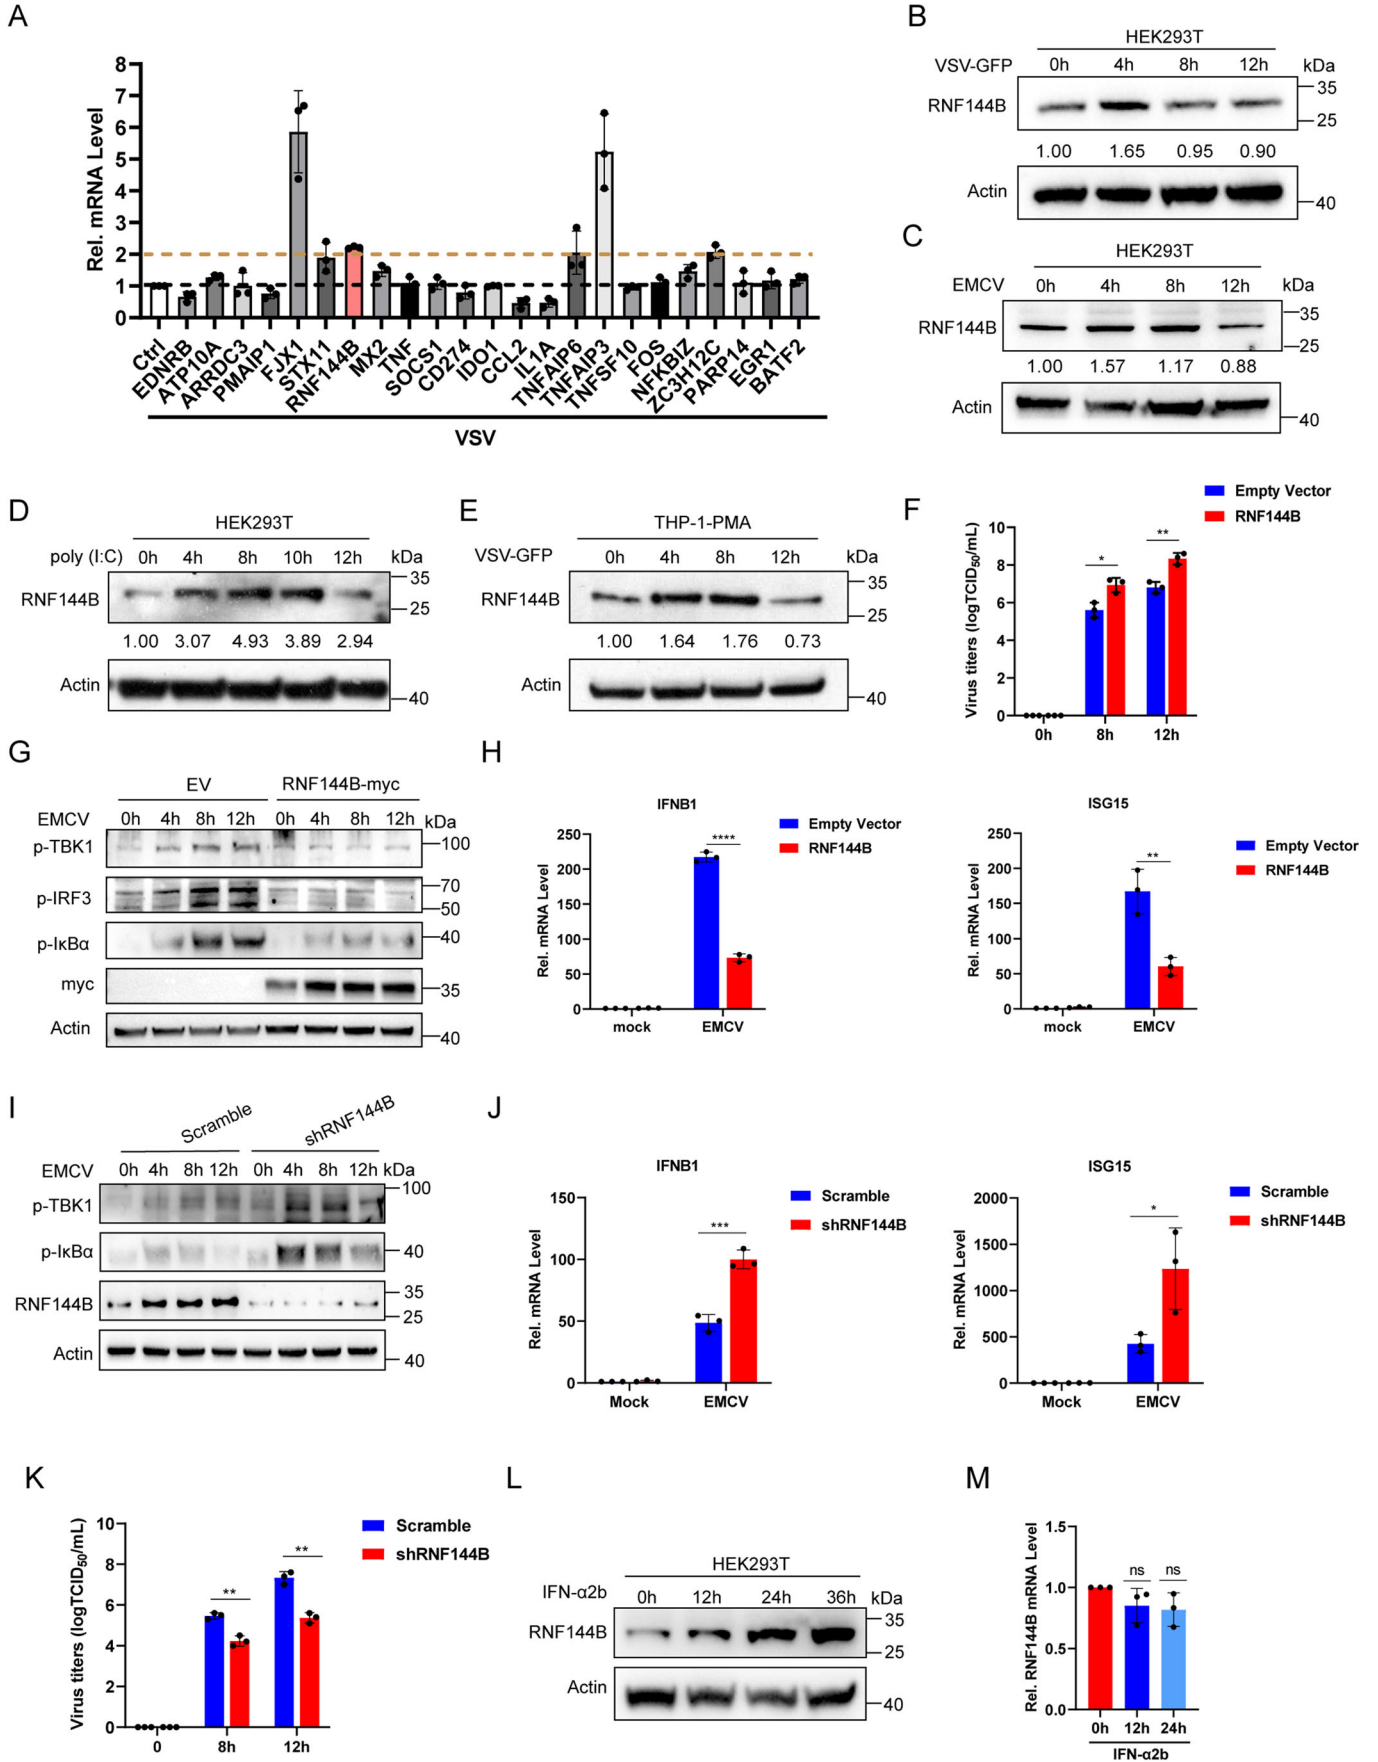 A
Rel. mRNA Level
8
7
6
5
4
3
2
1
0
Ctrl
EDNRB
ATP10A
ARRDC3
PMAIP1
FJX1
STX11
RNF144B
MX2
TNF
SOCS1
CD274
IDO1
CCL2
IL1A
TNFAIP6
TNFAIP3
TNFSF10
FOS
NFKBIZ
ZC3H12C
PARP14
EGR1
BATF2
VSV
B
HEK293T
VSV-GFP 0h 4h 8h 12h kDa
RNF144B
35
25
1.00 1.65 0.95 0.90
Actin
40
C
HEK293T
EMCV 0h 4h 8h 12h kDa
RNF144B
35
25
1.00 1.57 1.17 0.88
Actin
40
D
HEK293T
poly (I:C) 0h 4h 8h 10h 12h kDa
RNF144B
35
25
1.00 3.07 4.93 3.89 2.94
Actin
40
E
THP-1-PMA
VSV-GFP 0h 4h 8h 12h kDa
RNF144B
35
25
1.00 1.64 1.76 0.73
Actin
40
F
Empty Vector
RNF144B
Virus titers (logTCID50/mL)
10
8
6
4
2
0
*
**
0h 8h 12h
G
EV RNF144B-myc
EMCV 0h 4h 8h 12h 0h 4h 8h 12h kDa
p-TBK1
100
p-IRF3
70
50
p-IκBα
40
myc
35
Actin
40
H
IFNB1
Empty Vector
RNF144B
Rel. mRNA Level
250
200
150
100
50
0
****
mock EMCV
ISG15
Empty Vector
RNF144B
Rel. mRNA Level
250
200
150
100
50
0
**
mock EMCV
I
Scramble shRNF144B
EMCV 0h 4h 8h 12h 0h 4h 8h 12h kDa
p-TBK1
100
p-IκBα
40
RNF144B
35
25
Actin
40
J
IFNB1
Scramble
shRNF144B
Rel. mRNA Level
150
100
50
0
***
Mock EMCV
ISG15
Scramble
shRNF144B
Rel. mRNA Level
2000
1500
1000
500
0
*
Mock EMCV
K
Scramble
shRNF144B
Virus titers (logTCID50/mL)
10
8
6
4
2
0
**
**
0 8h 12h
L
HEK293T
IFN-α2b 0h 12h 24h 36h kDa
RNF144B
35
25
Actin
40
M
Rel. RNF144B mRNA Level
1.5
1.0
0.5
0.0
ns ns
0h 12h 24h
IFN-α2b